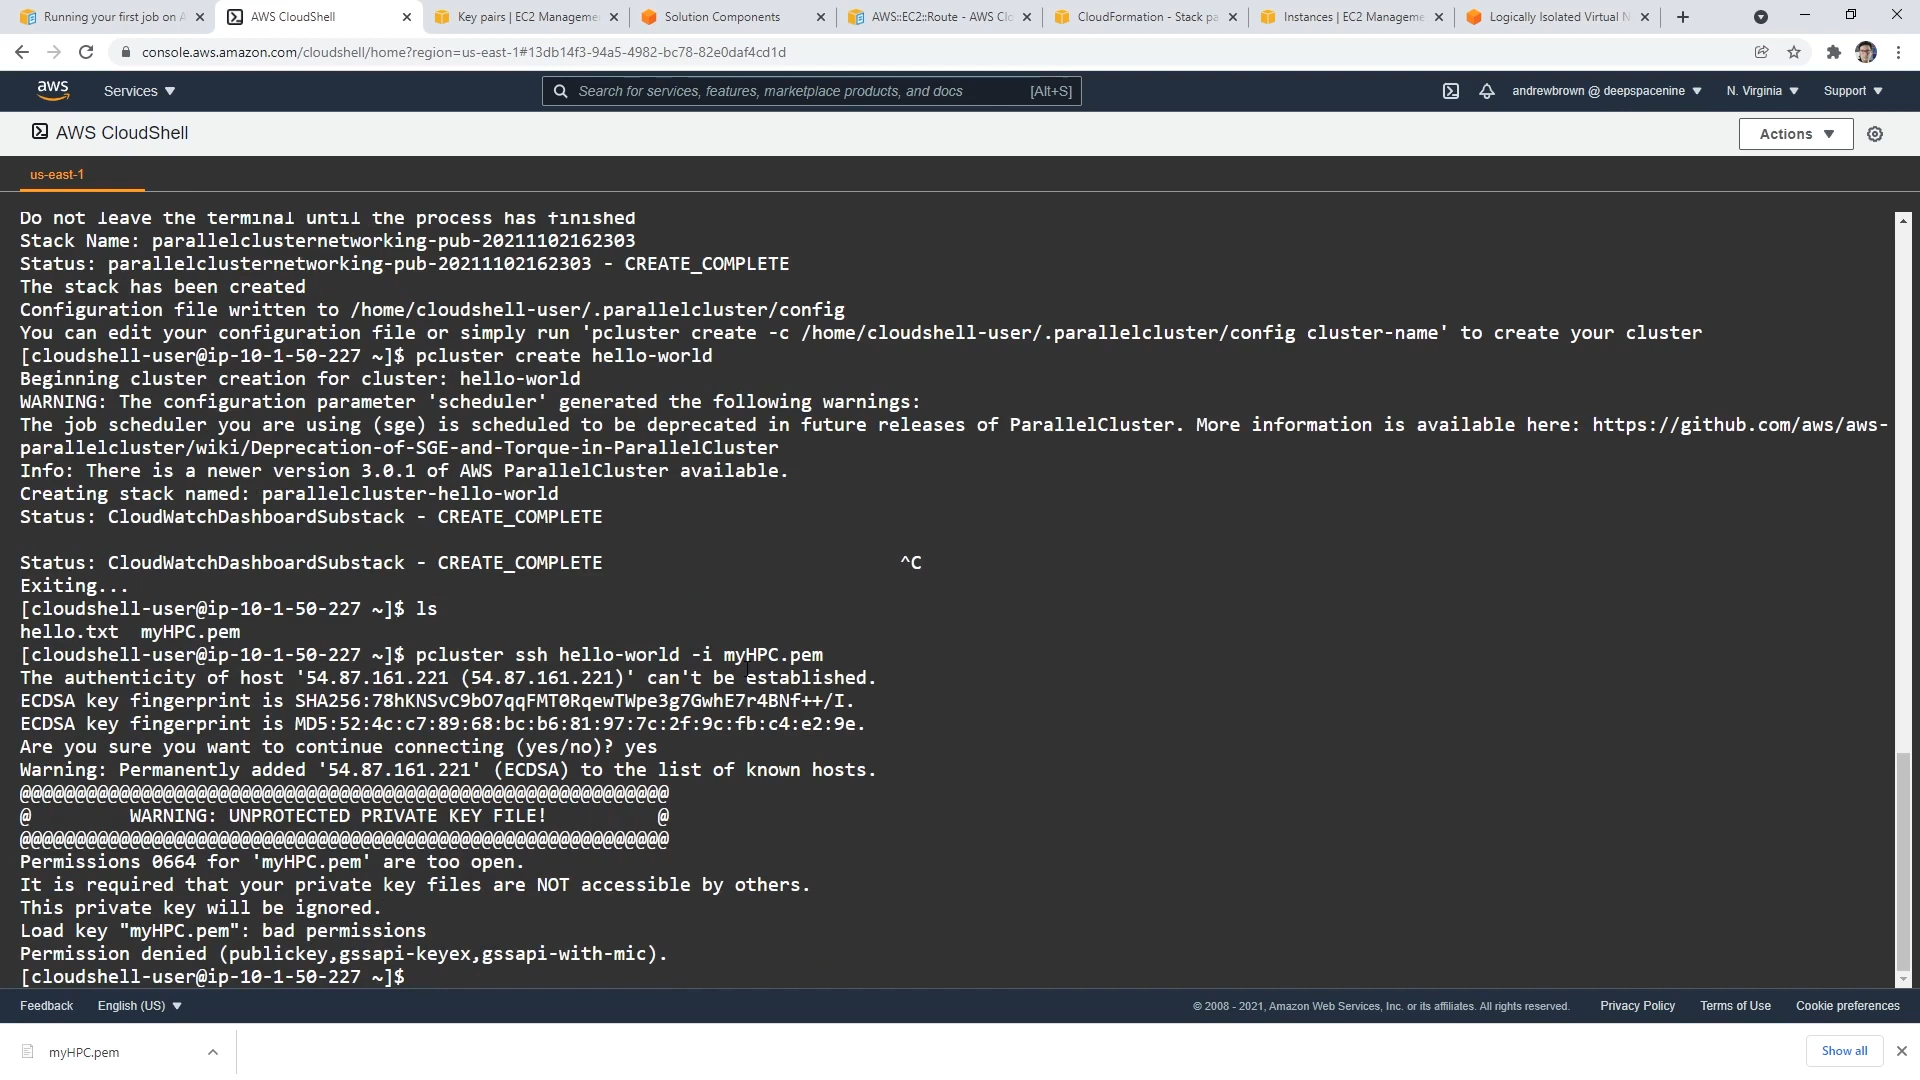 Running your first job on A
AWS CloudShell
Key pairs | EC2 Manageme
Solution Components
AWS::EC2::Route - AWS Clo
CloudFormation - Stack pa
Instances | EC2 Manageme
Logically Isolated Virtual N
console.aws.amazon.com/cloudshell/home?region=us-east-1#13db14f3-94a5-4982-bc78-82e0daf4cd1d
aws
Services
Search for services, features, marketplace products, and docs
[Alt+S]
andrewbrown @ deepspacenine
N. Virginia
Support
AWS CloudShell
Actions
us-east-1
Do not leave the terminal until the process has finished
Stack Name: parallelclusternetworking-pub-20211102162303
Status: parallelclusternetworking-pub-20211102162303 - CREATE_COMPLETE
The stack has been created
Configuration file written to /home/cloudshell-user/.parallelcluster/config
You can edit your configuration file or simply run 'pcluster create -c /home/cloudshell-user/.parallelcluster/config cluster-name' to create your cluster
[cloudshell-user@ip-10-1-50-227 ~]$ pcluster create hello-world
Beginning cluster creation for cluster: hello-world
WARNING: The configuration parameter 'scheduler' generated the following warnings:
The job scheduler you are using (sge) is scheduled to be deprecated in future releases of ParallelCluster. More information is available here: https://github.com/aws/aws-
parallelcluster/wiki/Deprecation-of-SGE-and-Torque-in-ParallelCluster
Info: There is a newer version 3.0.1 of AWS ParallelCluster available.
Creating stack named: parallelcluster-hello-world
Status: CloudWatchDashboardSubstack - CREATE_COMPLETE
Status: CloudWatchDashboardSubstack - CREATE_COMPLETE ^C
Exiting...
[cloudshell-user@ip-10-1-50-227 ~]$ ls
hello.txt  myHPC.pem
[cloudshell-user@ip-10-1-50-227 ~]$ pcluster ssh hello-world -i myHPC.pem
The authenticity of host '54.87.161.221 (54.87.161.221)' can't be established.
ECDSA key fingerprint is SHA256:78hKNSvC9bO7qqFMT0RqewTWpe3g7GwhE7r4BNf++/I.
ECDSA key fingerprint is MD5:52:4c:c7:89:68:bc:b6:81:97:7c:2f:9c:fb:c4:e2:9e.
Are you sure you want to continue connecting (yes/no)? yes
Warning: Permanently added '54.87.161.221' (ECDSA) to the list of known hosts.
@@@@@@@@@@@@@@@@@@@@@@@@@@@@@@@@@@@@@@@@@@@@@@@@@@@@@@@@@@@
@         WARNING: UNPROTECTED PRIVATE KEY FILE!          @
@@@@@@@@@@@@@@@@@@@@@@@@@@@@@@@@@@@@@@@@@@@@@@@@@@@@@@@@@@@
Permissions 0664 for 'myHPC.pem' are too open.
It is required that your private key files are NOT accessible by others.
This private key will be ignored.
Load key "myHPC.pem": bad permissions
Permission denied (publickey,gssapi-keyex,gssapi-with-mic).
[cloudshell-user@ip-10-1-50-227 ~]$
Feedback
English (US)
© 2008 - 2021, Amazon Web Services, Inc. or its affiliates. All rights reserved.
Privacy Policy
Terms of Use
Cookie preferences
myHPC.pem
Show all